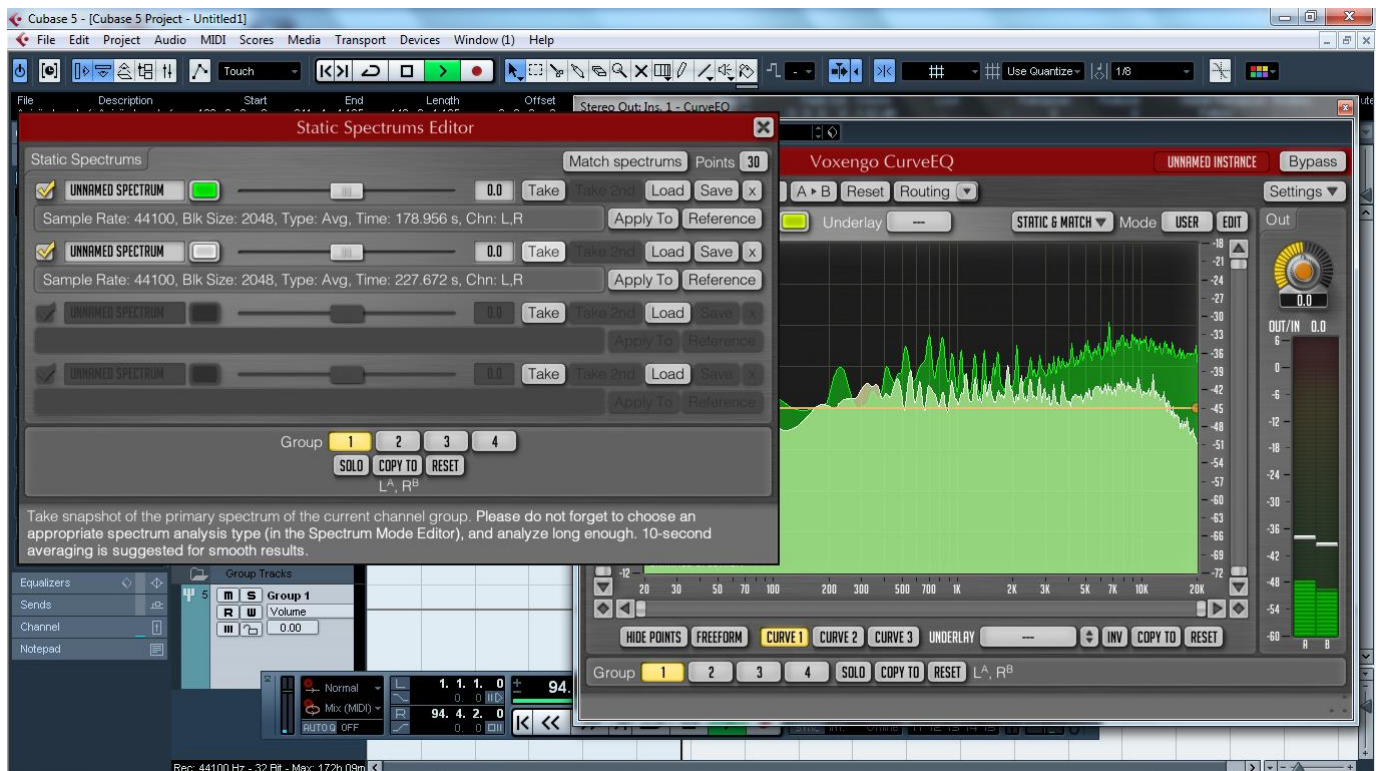 Cubase 5 - [Cubase 5 Project - Untitled1]
File Edit Project Audio MIDI Scores Media Transport Devices Window (1) Help
Touch
Use Quantize
1/8
File Description Start End Length Offset
Stereo Out: Ins. 1 - CurveEQ
Static Spectrums Editor
Static Spectrums
Match spectrums Points 30
UNNAMED SPECTRUM 0.0 Take Take 2nd Load Save x
Sample Rate: 44100, Blk Size: 2048, Type: Avg, Time: 178.956 s, Chn: L,R Apply To Reference
UNNAMED SPECTRUM 0.0 Take Take 2nd Load Save x
Sample Rate: 44100, Blk Size: 2048, Type: Avg, Time: 227.672 s, Chn: L,R Apply To Reference
UNNAMED SPECTRUM 0.0 Take Take 2nd Load Save x
Apply To Reference
UNNAMED SPECTRUM 0.0 Take Take 2nd Load Save x
Apply To Reference
Group 1 2 3 4
SOLO COPY TO RESET
L^A, R^B
Take snapshot of the primary spectrum of the current channel group. Please do not forget to choose an
appropriate spectrum analysis type (in the Spectrum Mode Editor), and analyze long enough. 10-second
averaging is suggested for smooth results.
Voxengo CurveEQ UNNAMED INSTANCE Bypass
A ▸ B Reset Routing Settings
Underlay --- STATIC & MATCH Mode USER EDIT Out
-18
-21
-24
-27
-30
-33
-36
-39
-42
-45
-48
-51
-54
-57
-60
-63
-66
-69
-72
0.0
OUT/IN 0.0
6
0
-6
-12
-18
-24
-30
-36
-42
-48
-54
-60
A B
-12
20 30 50 70 100 200 300 500 700 1K 2K 3K 5K 7K 10K 20K
HIDE POINTS FREEFORM CURVE 1 CURVE 2 CURVE 3 UNDERLAY --- INV COPY TO RESET
Group 1 2 3 4 SOLO COPY TO RESET L^A, R^B
Equalizers
Sends
Channel
Notepad
Group Tracks
5 M S Group 1
R W Volume
0.00
Normal
Mix (MIDI)
AUTO Q OFF
L 1. 1. 1. 0
0. 0
R 94. 4. 2. 0
0. 0
94.
Rec: 44100 Hz - 32 Bit - Max: 172h 09m